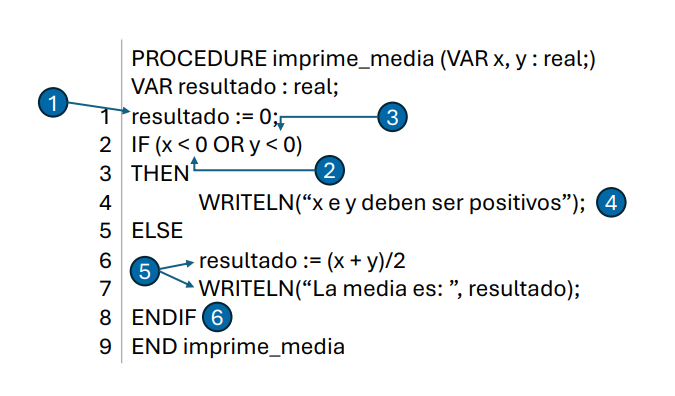 PROCEDURE imprime_media (VAR x, y : real;)
VAR resultado : real;
1
1 resultado := 0; 3
2 IF (x < 0 OR y < 0)
3 THEN 2
4 WRITELN(“x e y deben ser positivos”); 4
5 ELSE
6 resultado := (x + y)/2
5
7 WRITELN(“La media es: ”, resultado);
8 ENDIF 6
9 END imprime_media